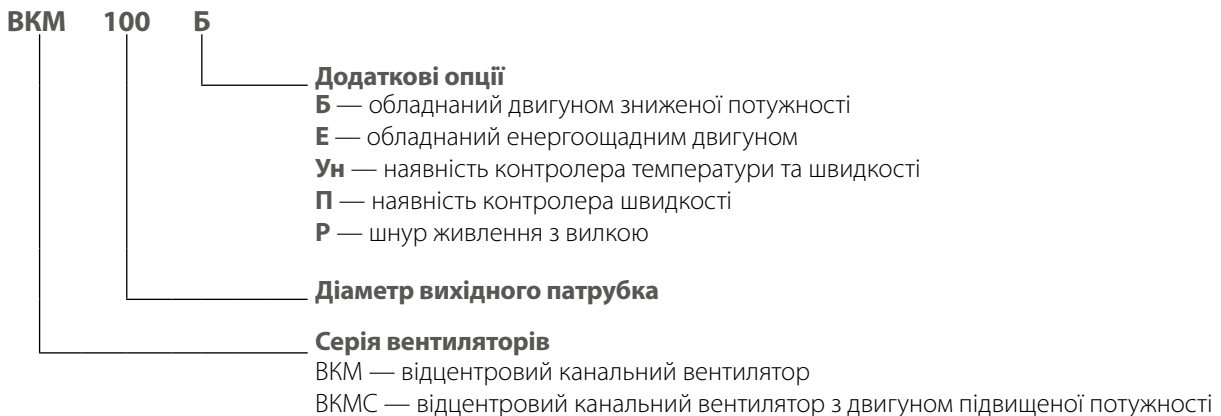 ВКМ 100 Б
Додаткові опції
Б — обладнаний двигуном зниженої потужності
Е — обладнаний енергоощадним двигуном
Ун — наявність контролера температури та швидкості
П — наявність контролера швидкості
Р — шнур живлення з вилкою
Діаметр вихідного патрубка
Серія вентиляторів
ВКМ — відцентровий канальний вентилятор
ВКМС — відцентровий канальний вентилятор з двигуном підвищеної потужності